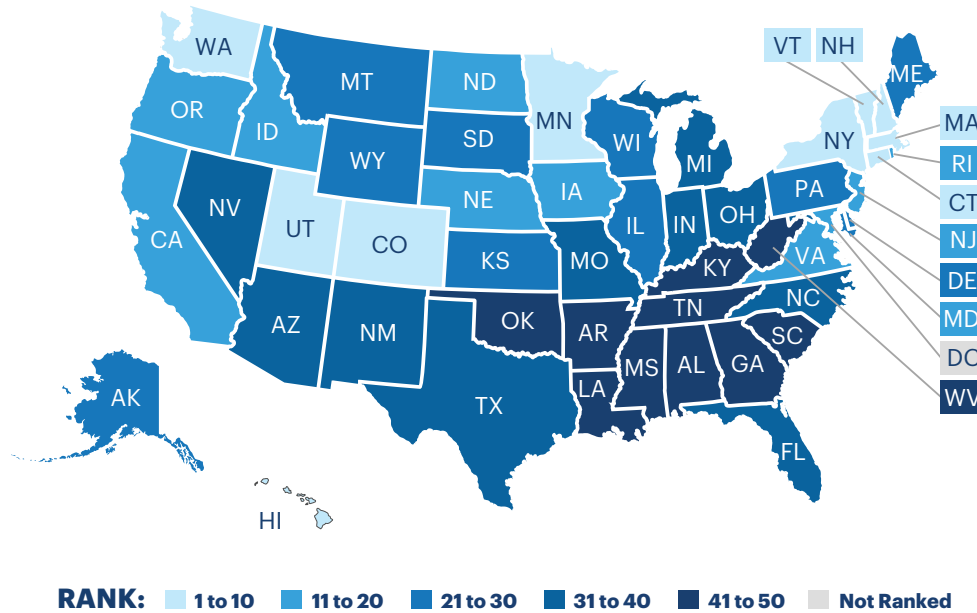 WA
VT NH
MT
ND
ME
OR
MN
MA
ID
SD
WI
NY
WY
MI
RI
PA
NE
IA
CT
NV
OH
IL
IN
UT
CA
CO
NJ
VA
KS
MO
KY
DE
NC
TN
MD
OK
AZ
NM
AR
SC
DC
MS
AL
GA
LA
WV
AK
TX
FL
HI
RANK: 1 to 10 11 to 20 21 to 30 31 to 40 41 to 50 Not Ranked